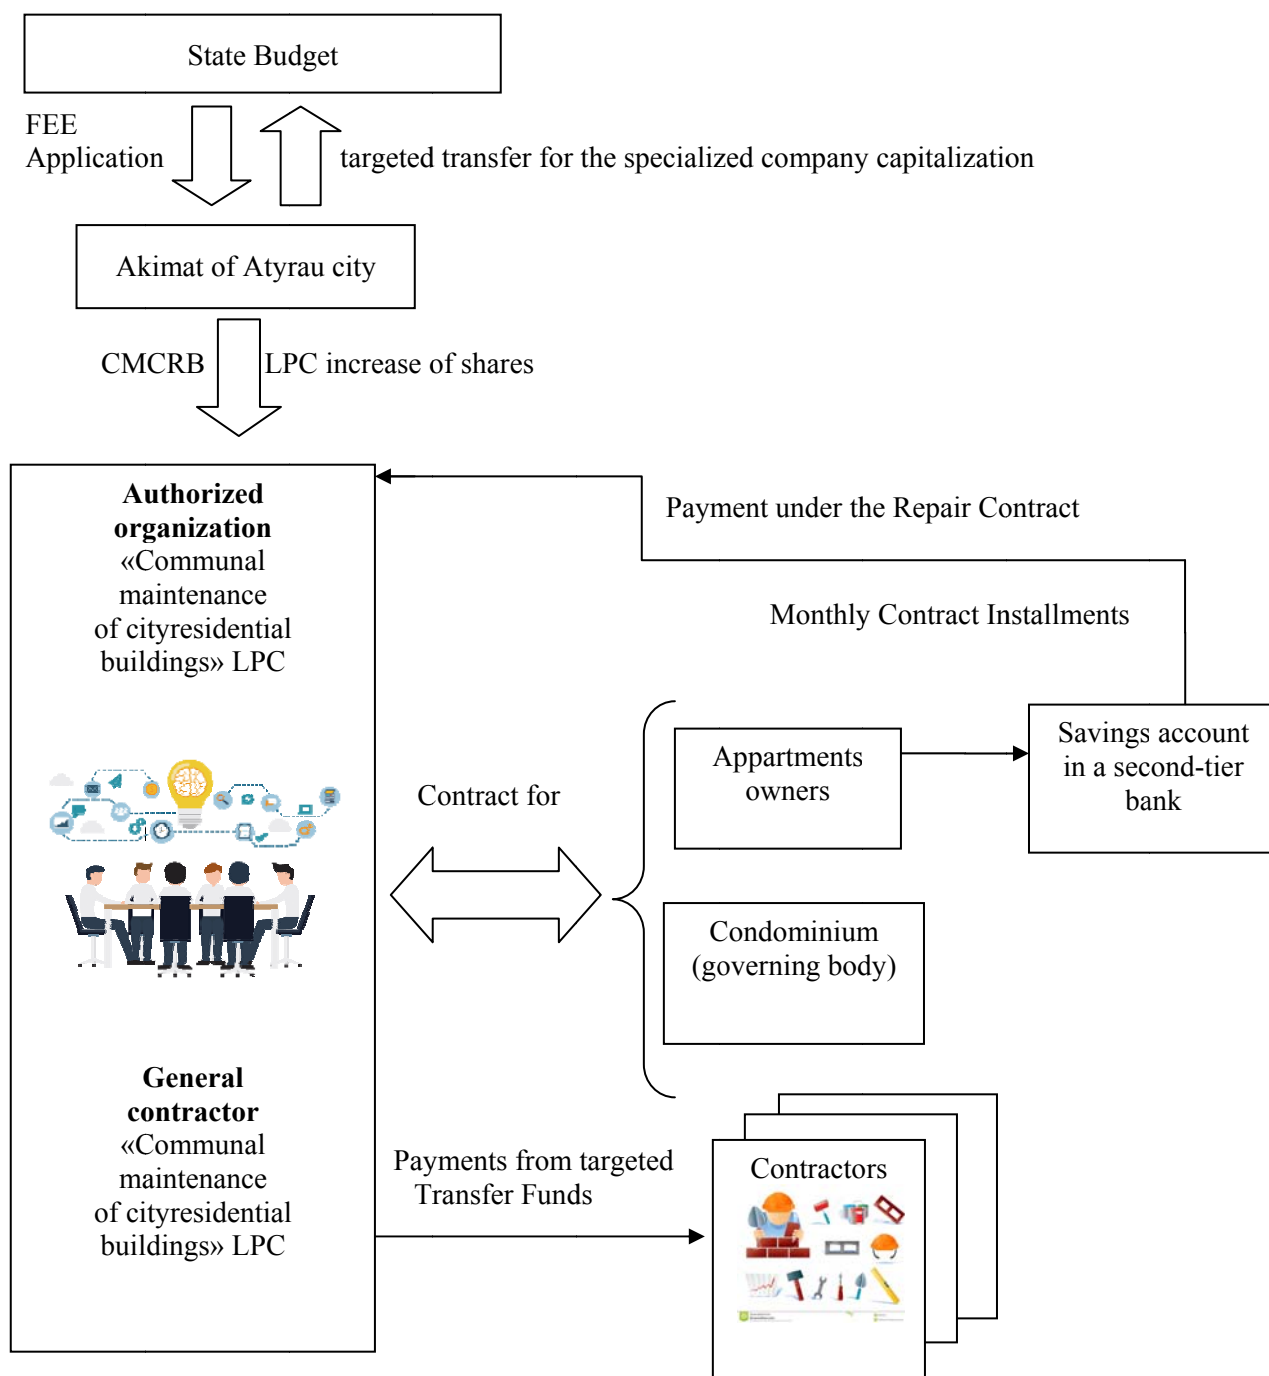 State Budget
FEE
Application
targeted transfer for the specialized company capitalization
Akimat of Atyrau city
CMCRB
LPC increase of shares
Authorized
organization
«Communal
maintenance
of cityresidential
buildings» LPC
Payment under the Repair Contract
Monthly Contract Installments
Appartments
owners
Savings account
in a second-tier
bank
Contract for
Condominium
(governing body)
General
contractor
«Communal
maintenance
of cityresidential
buildings» LPC
Payments from targeted
Transfer Funds
Contractors